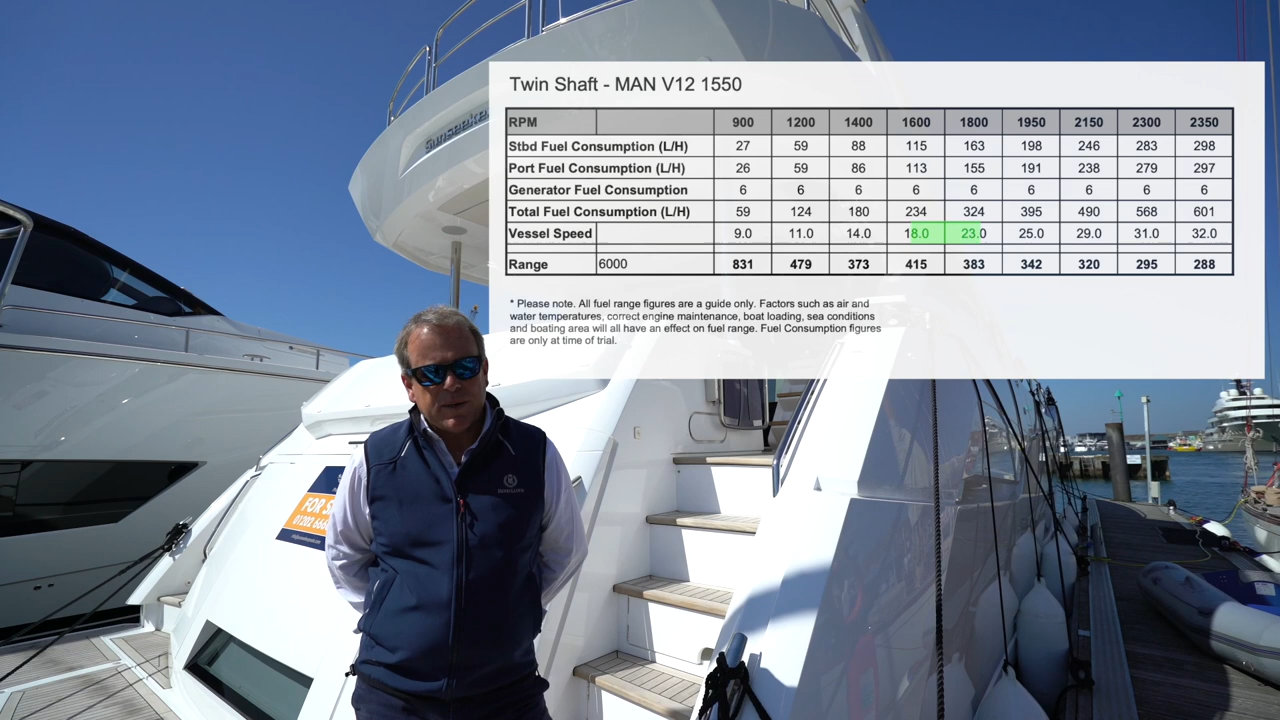 Twin Shaft - MAN V12 1550
RPM 900 1200 1400 1600 1800 1950 2150 2300 2350
Stbd Fuel Consumption (L/H) 27 59 88 115 163 198 246 283 298
Port Fuel Consumption (L/H) 26 59 86 113 155 191 238 279 297
Generator Fuel Consumption 6 6 6 6 6 6 6 6 6
Total Fuel Consumption (L/H) 59 124 180 234 324 395 490 568 601
Vessel Speed 9.0 11.0 14.0 18.0 23.0 25.0 29.0 31.0 32.0
Range 6000 831 479 373 415 383 342 320 295 288
* Please note. All fuel range figures are a guide only. Factors such as air and
water temperatures, correct engine maintenance, boat loading, sea conditions
and boating area will all have an effect on fuel range. Fuel Consumption figures
are only at time of trial.
Sunseeke
FOR S
01202 666
HENRI LLOYD